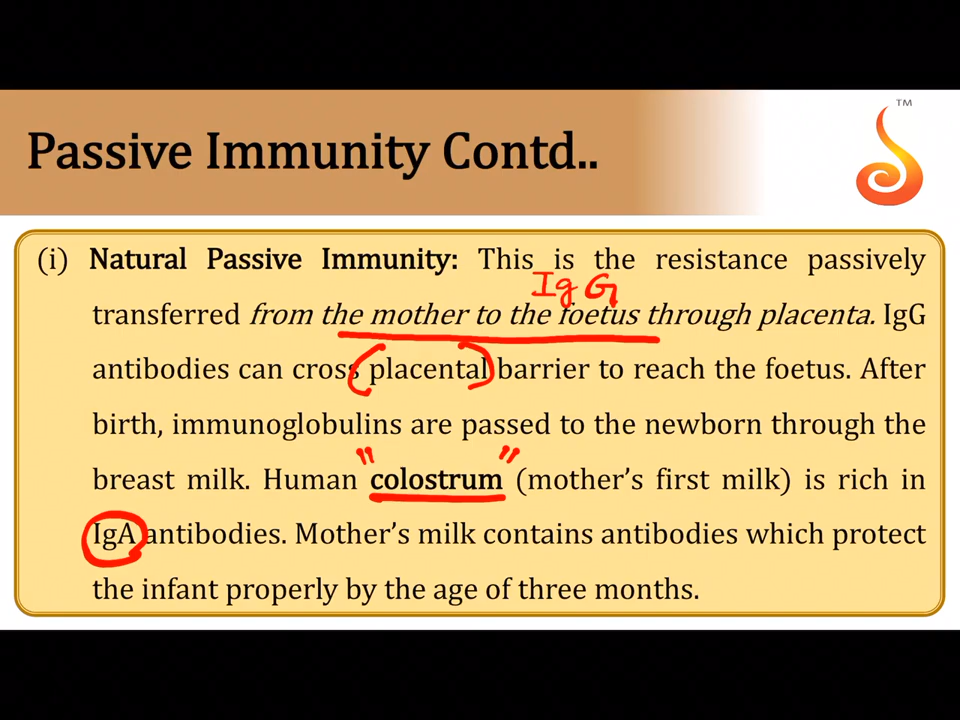 TM
Passive Immunity Contd..
(i) Natural Passive Immunity: This is the resistance passively
Ig G
transferred from the mother to the foetus through placenta. IgG
antibodies can cross (placental) barrier to reach the foetus. After
birth, immunoglobulins are passed to the newborn through the
breast milk. Human "colostrum" (mother's first milk) is rich in
IgA antibodies. Mother's milk contains antibodies which protect
the infant properly by the age of three months.